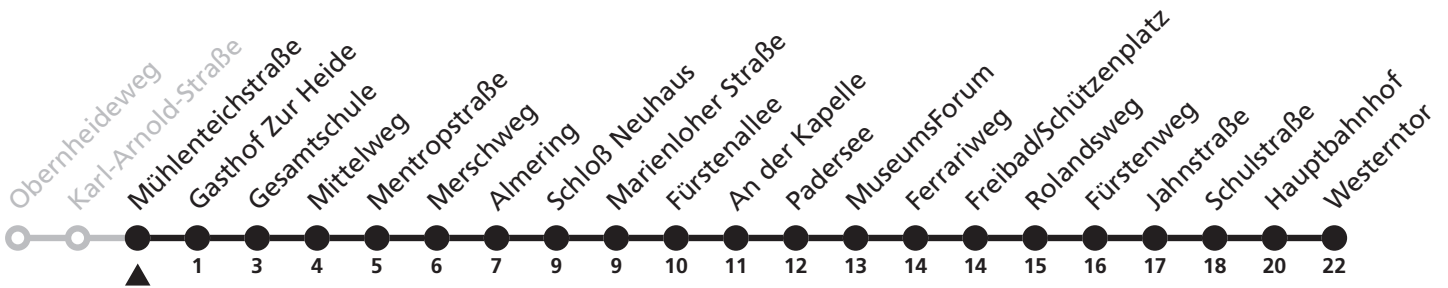 Obernheideweg
Karl-Arnold-Straße
Mühlenteichstraße
Gasthof Zur Heide
Gesamtschule
Mittelweg
Mentropstraße
Merschweg
Almering
Schloß Neuhaus
Marienloher Straße
Fürstenallee
An der Kapelle
Padersee
MuseumsForum
Ferrariweg
Freibad/Schützenplatz
Rolandsweg
Fürstenweg
Jahnstraße
Schulstraße
Hauptbahnhof
Westerntor
1 3 4 5 6 7 9 9 10 11 12 13 14 14 15 16 17 18 20 22